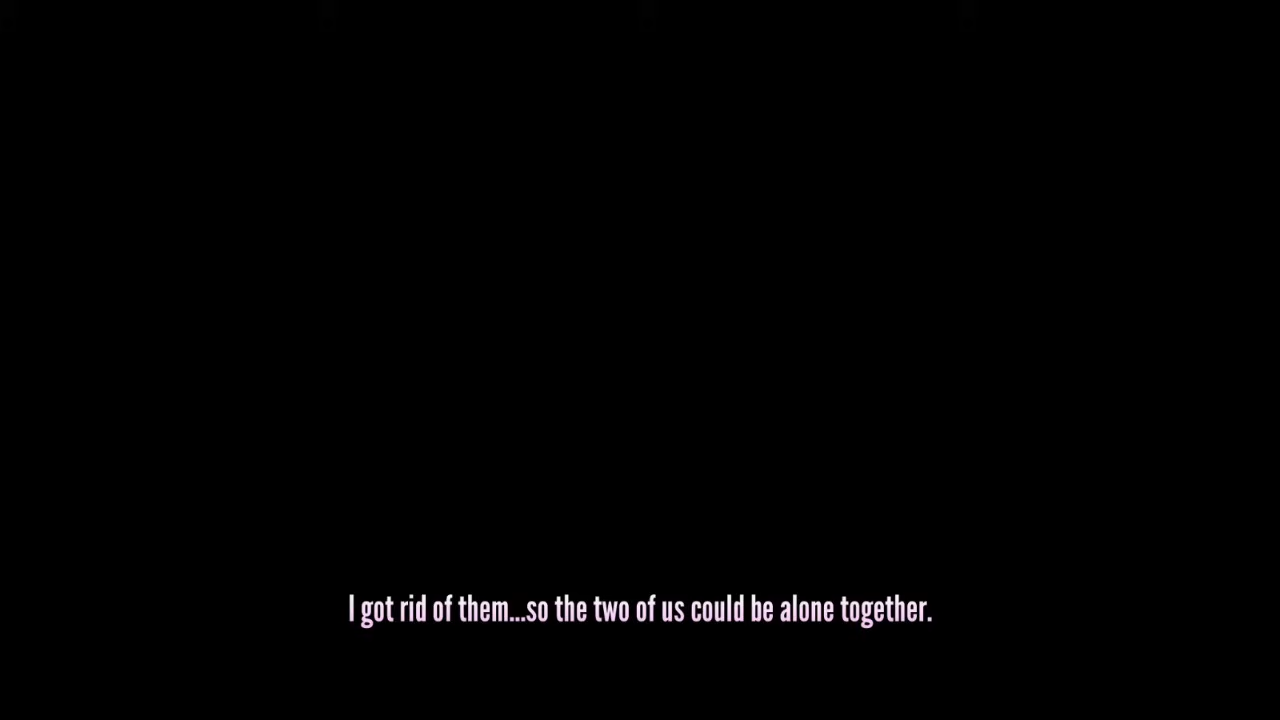 I got rid of them...so the two of us could be alone together.